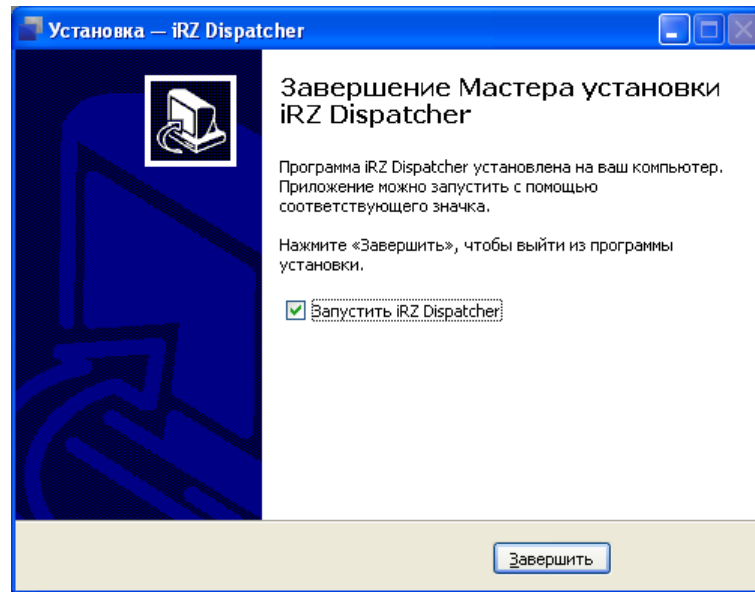 Установка — iRZ Dispatcher
Завершение Мастера установки
iRZ Dispatcher
Программа iRZ Dispatcher установлена на ваш компьютер.
Приложение можно запустить с помощью
соответствующего значка.
Нажмите «Завершить», чтобы выйти из программы
установки.
Запустить iRZ Dispatcher
Завершить